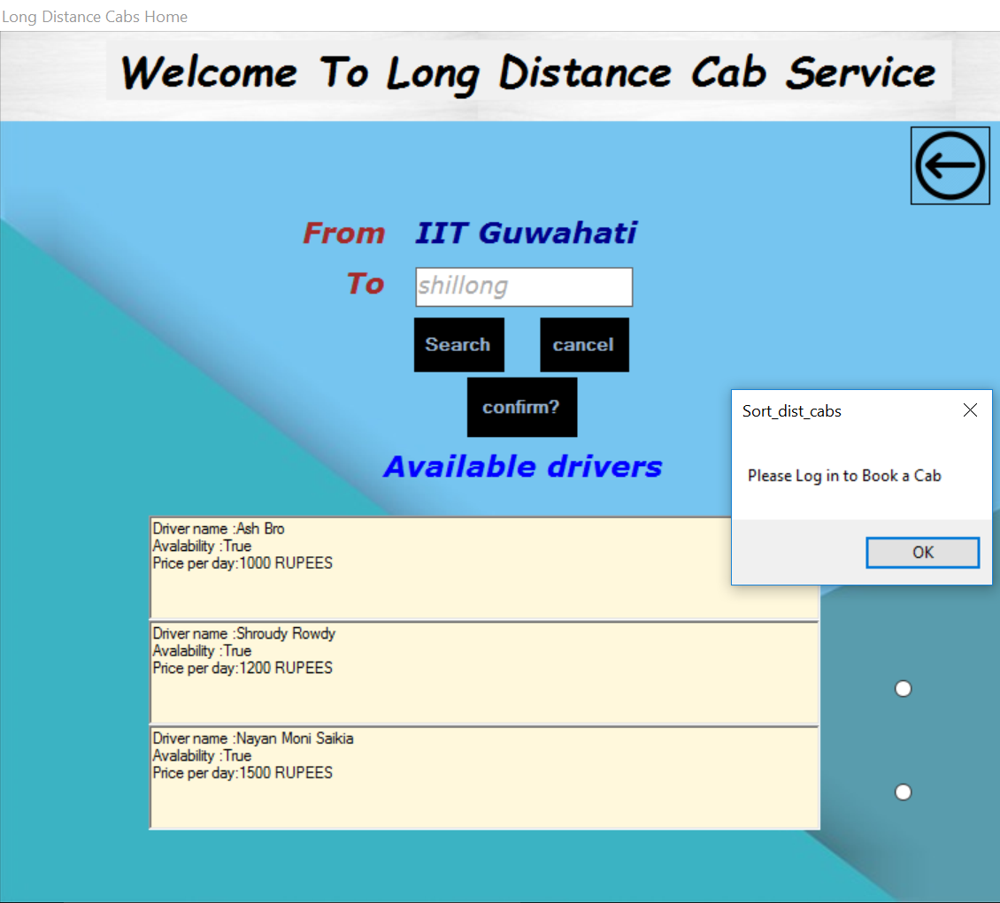 Long Distance Cabs Home
Welcome To Long Distance Cab Service
From IIT Guwahati
To shillong
Search cancel
confirm?
Available drivers
Sort_dist_cabs
Please Log in to Book a Cab
OK
Driver name :Ash Bro
Avalability :True
Price per day:1000 RUPEES
Driver name :Shroudy Rowdy
Avalability :True
Price per day:1200 RUPEES
Driver name :Nayan Moni Saikia
Avalability :True
Price per day:1500 RUPEES